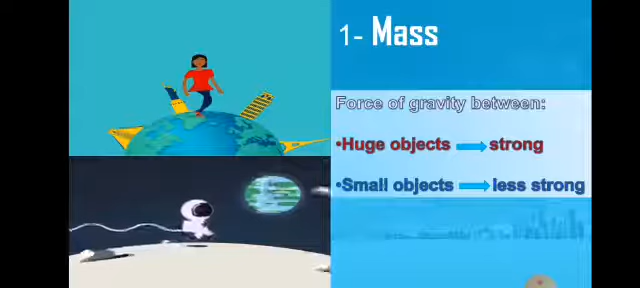 1- Mass
Force of gravity between:
•Huge objects strong
•Small objects less strong